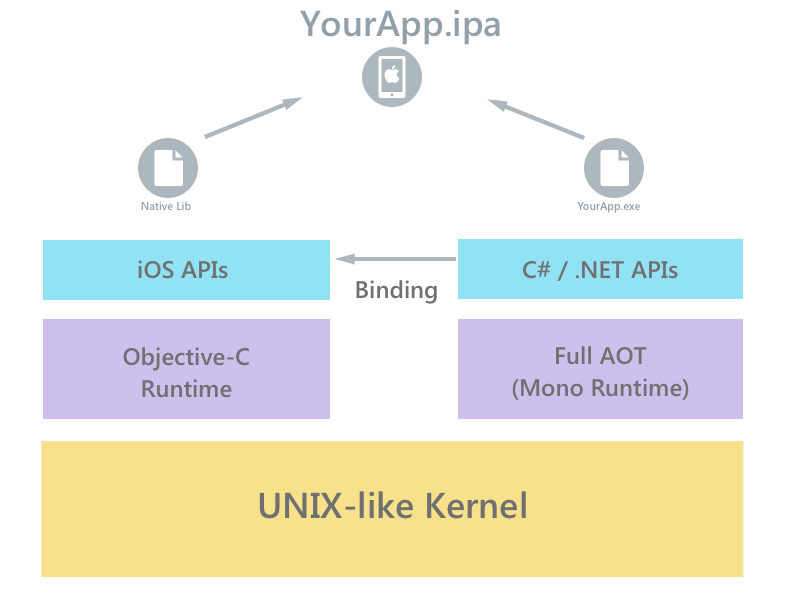 YourApp.ipa
Native Lib
YourApp.exe
iOS APIs
C# / .NET APIs
Binding
Objective-C
Runtime
Full AOT
(Mono Runtime)
UNIX-like Kernel